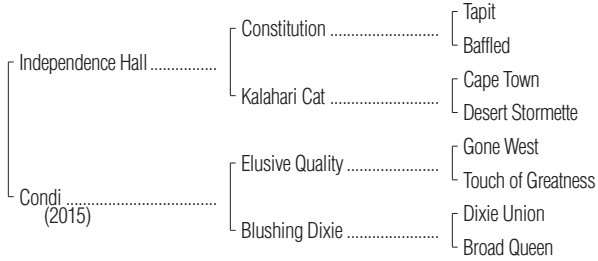 Tapit
Constitution ..........................
Baffled
Independence Hall ................
Cape Town
Kalahari Cat ..........................
Desert Stormette
Gone West
Elusive Quality ......................
Touch of Greatness
Condi ....................................
(2015)
Dixie Union
Blushing Dixie ......................
Broad Queen